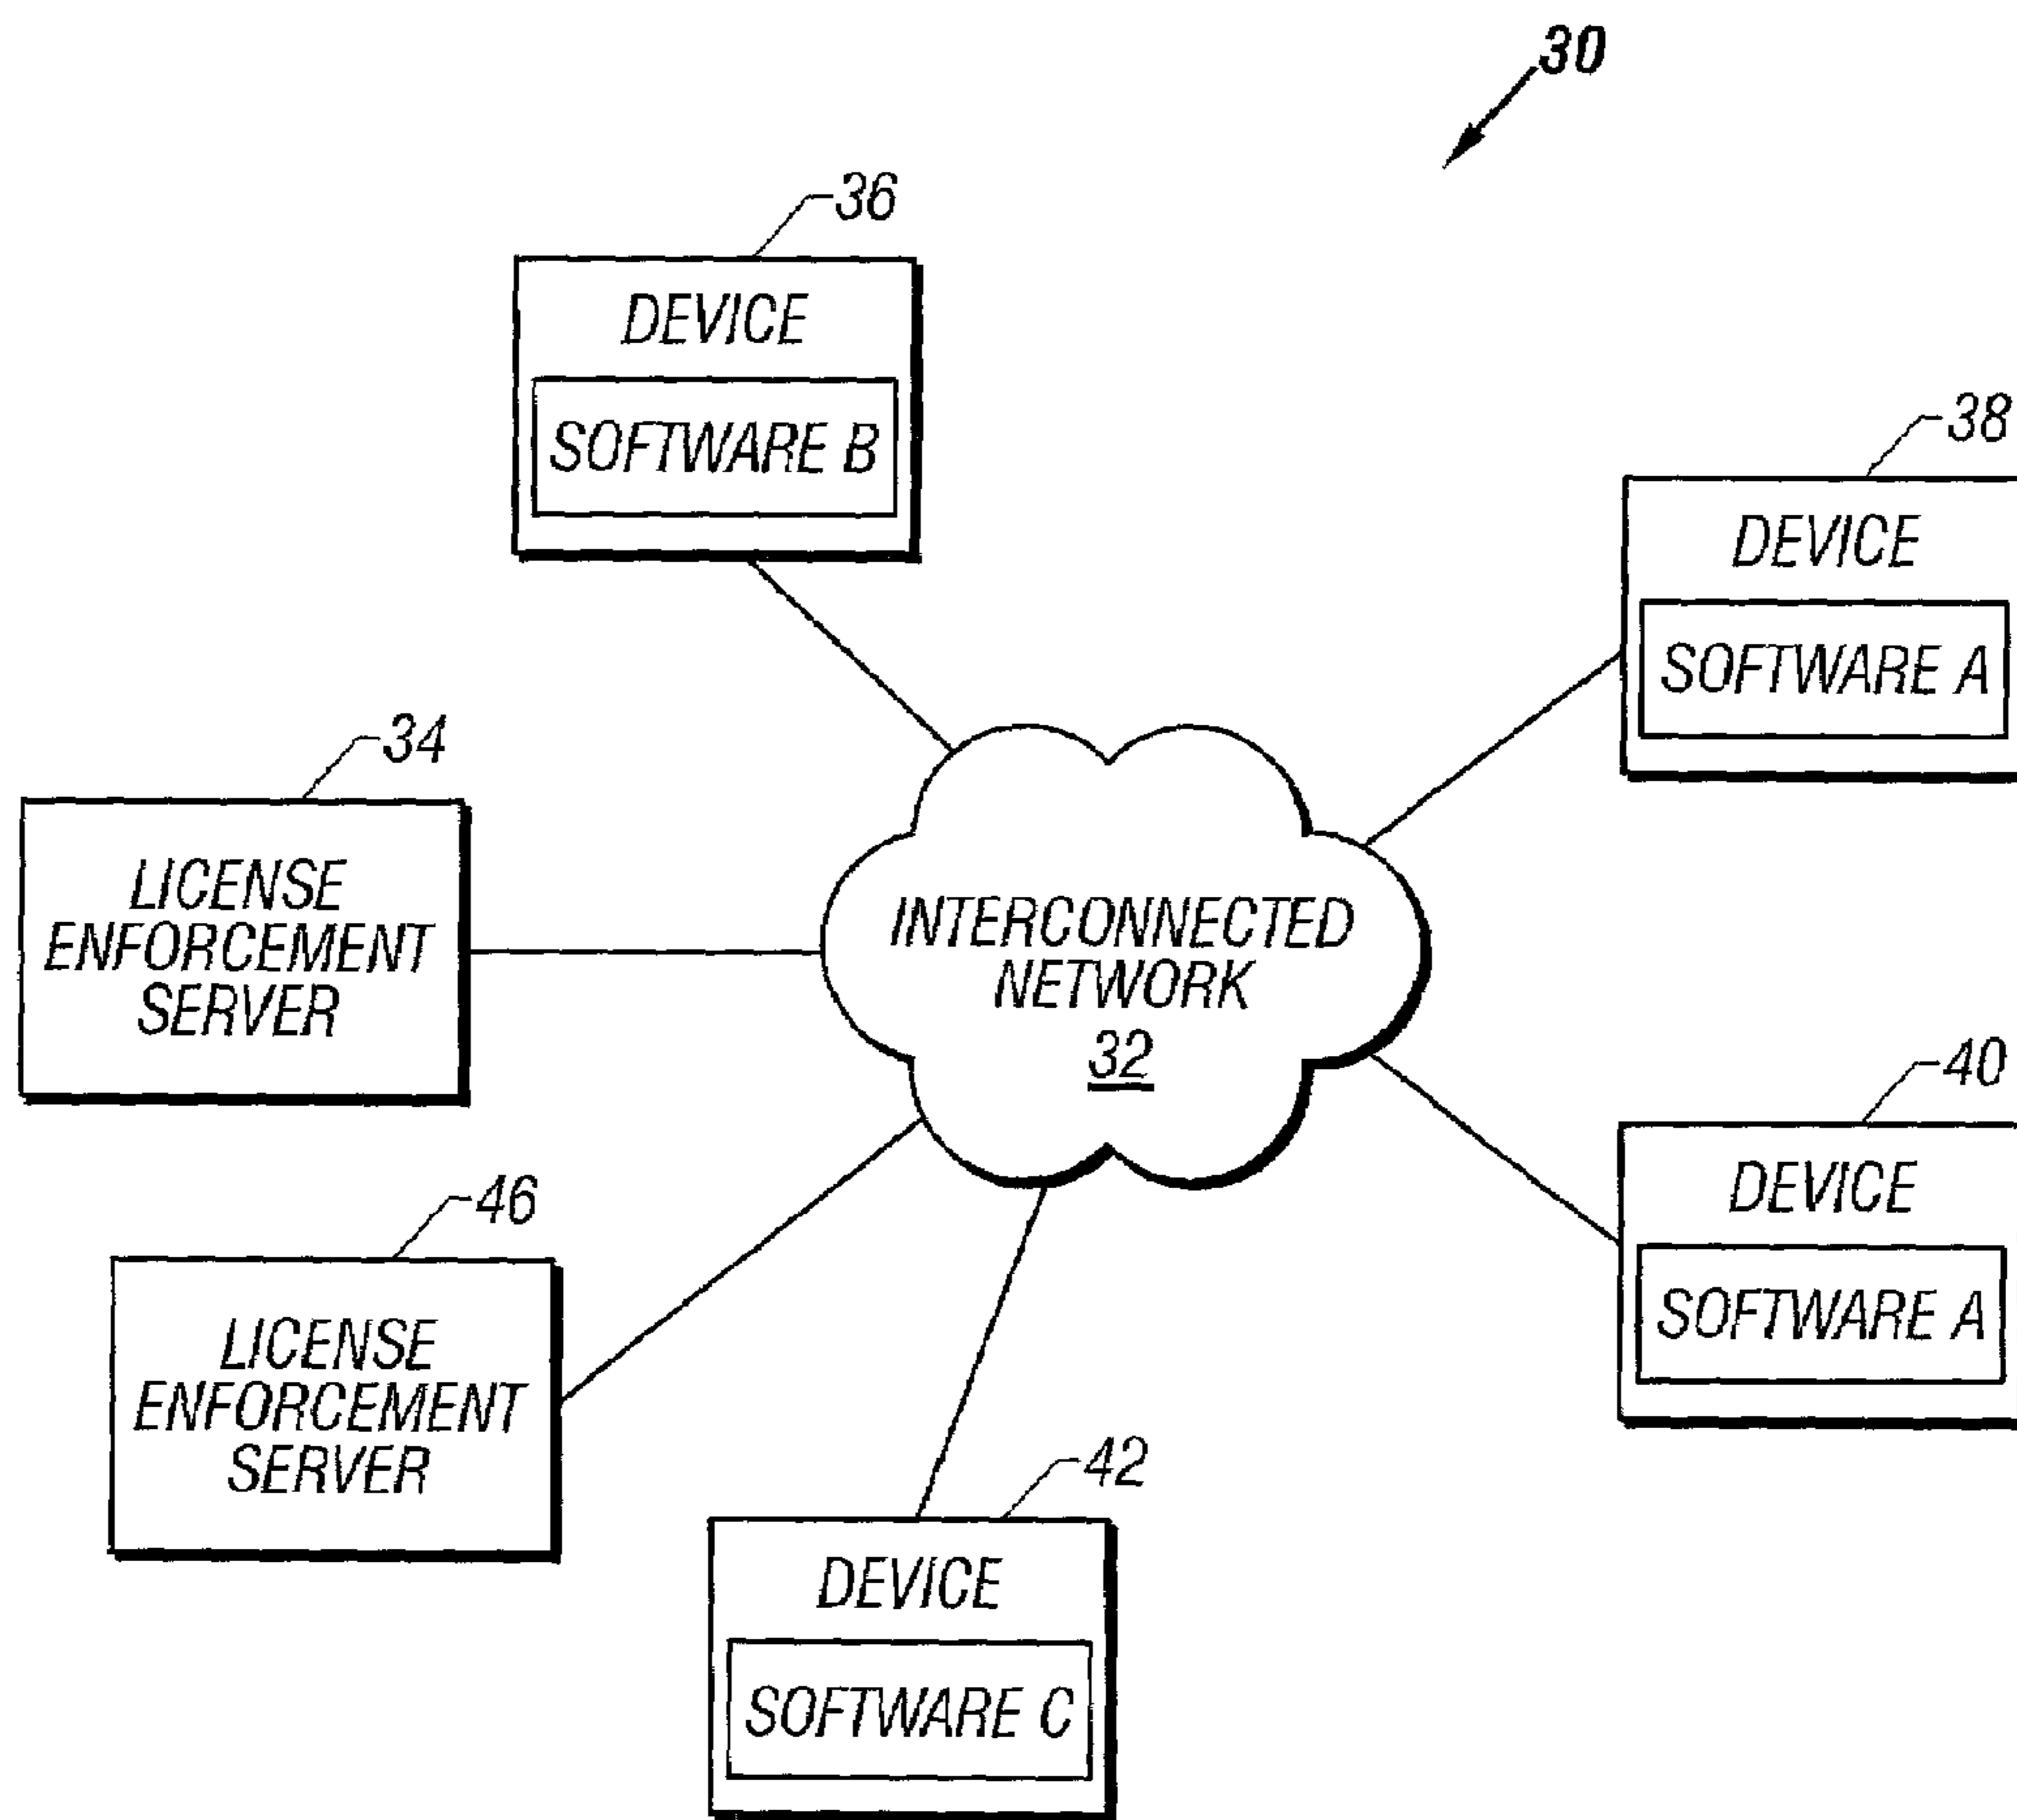 30
36
DEVICE
SOFTWARE B
38
DEVICE
SOFTWARE A
34
LICENSE
ENFORCEMENT
SERVER
INTERCONNECTED
NETWORK
32
40
DEVICE
SOFTWARE A
46
LICENSE
ENFORCEMENT
SERVER
42
DEVICE
SOFTWARE C